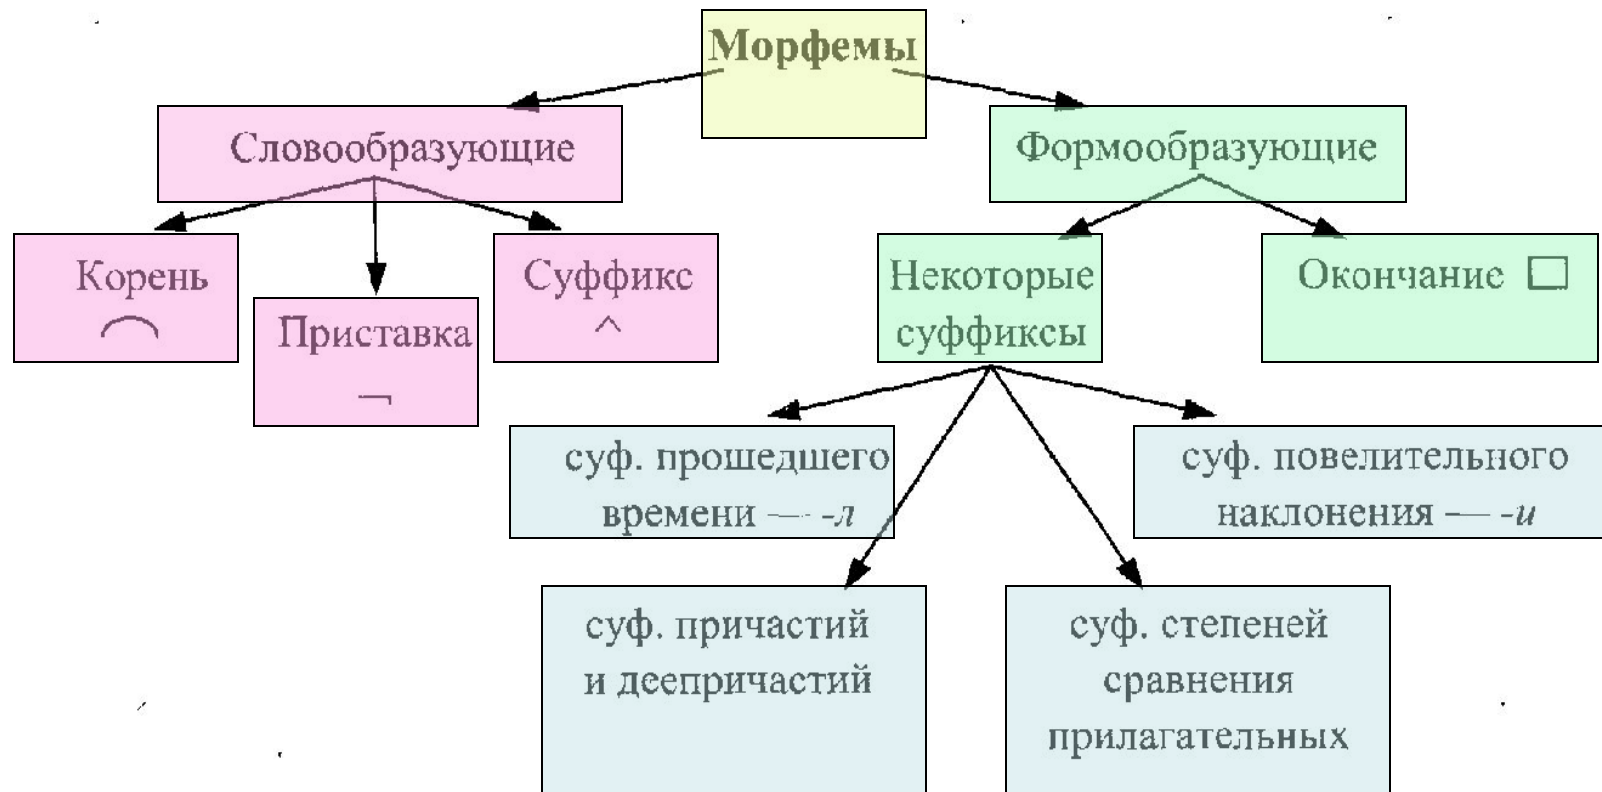 Морфемы
Словообразующие
Формообразующие
Корень
Приставка
Суффикс
Некоторые
суффиксы
Окончание
суф. прошедшего
времени — -л
суф. повелительного
наклонения — -и
суф. причастий
и деепричастий
суф. степеней
сравнения
прилагательных